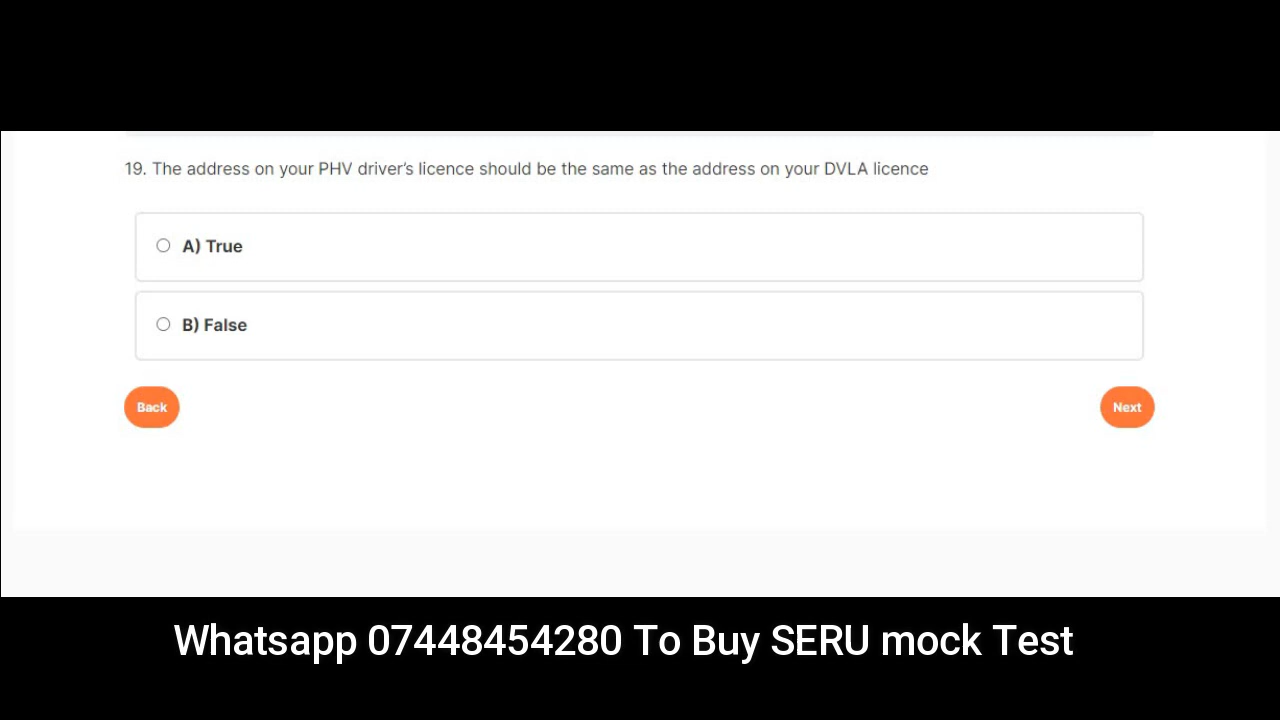 19. The address on your PHV driver’s licence should be the same as the address on your DVLA licence
A) True
B) False
Back
Next
Whatsapp 07448454280 To Buy SERU mock Test